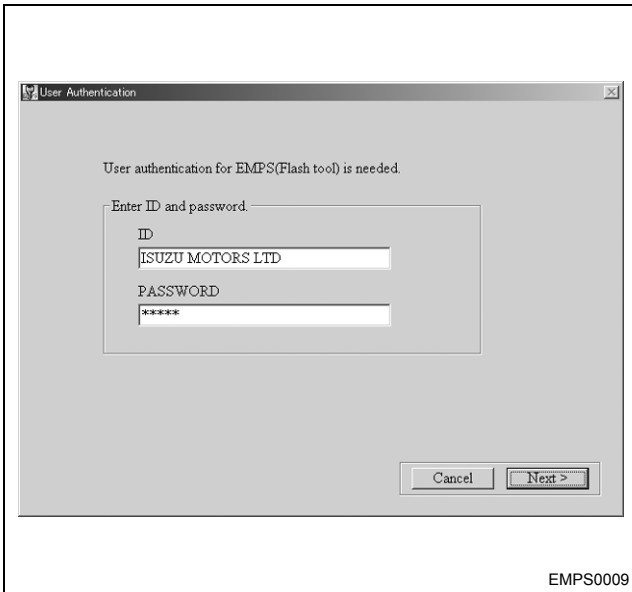 User Authentication
User authentication for EMPS(Flash tool) is needed.
Enter ID and password.
ID
ISUZU MOTORS LTD
PASSWORD
*****
Cancel
Next >
EMPS0009